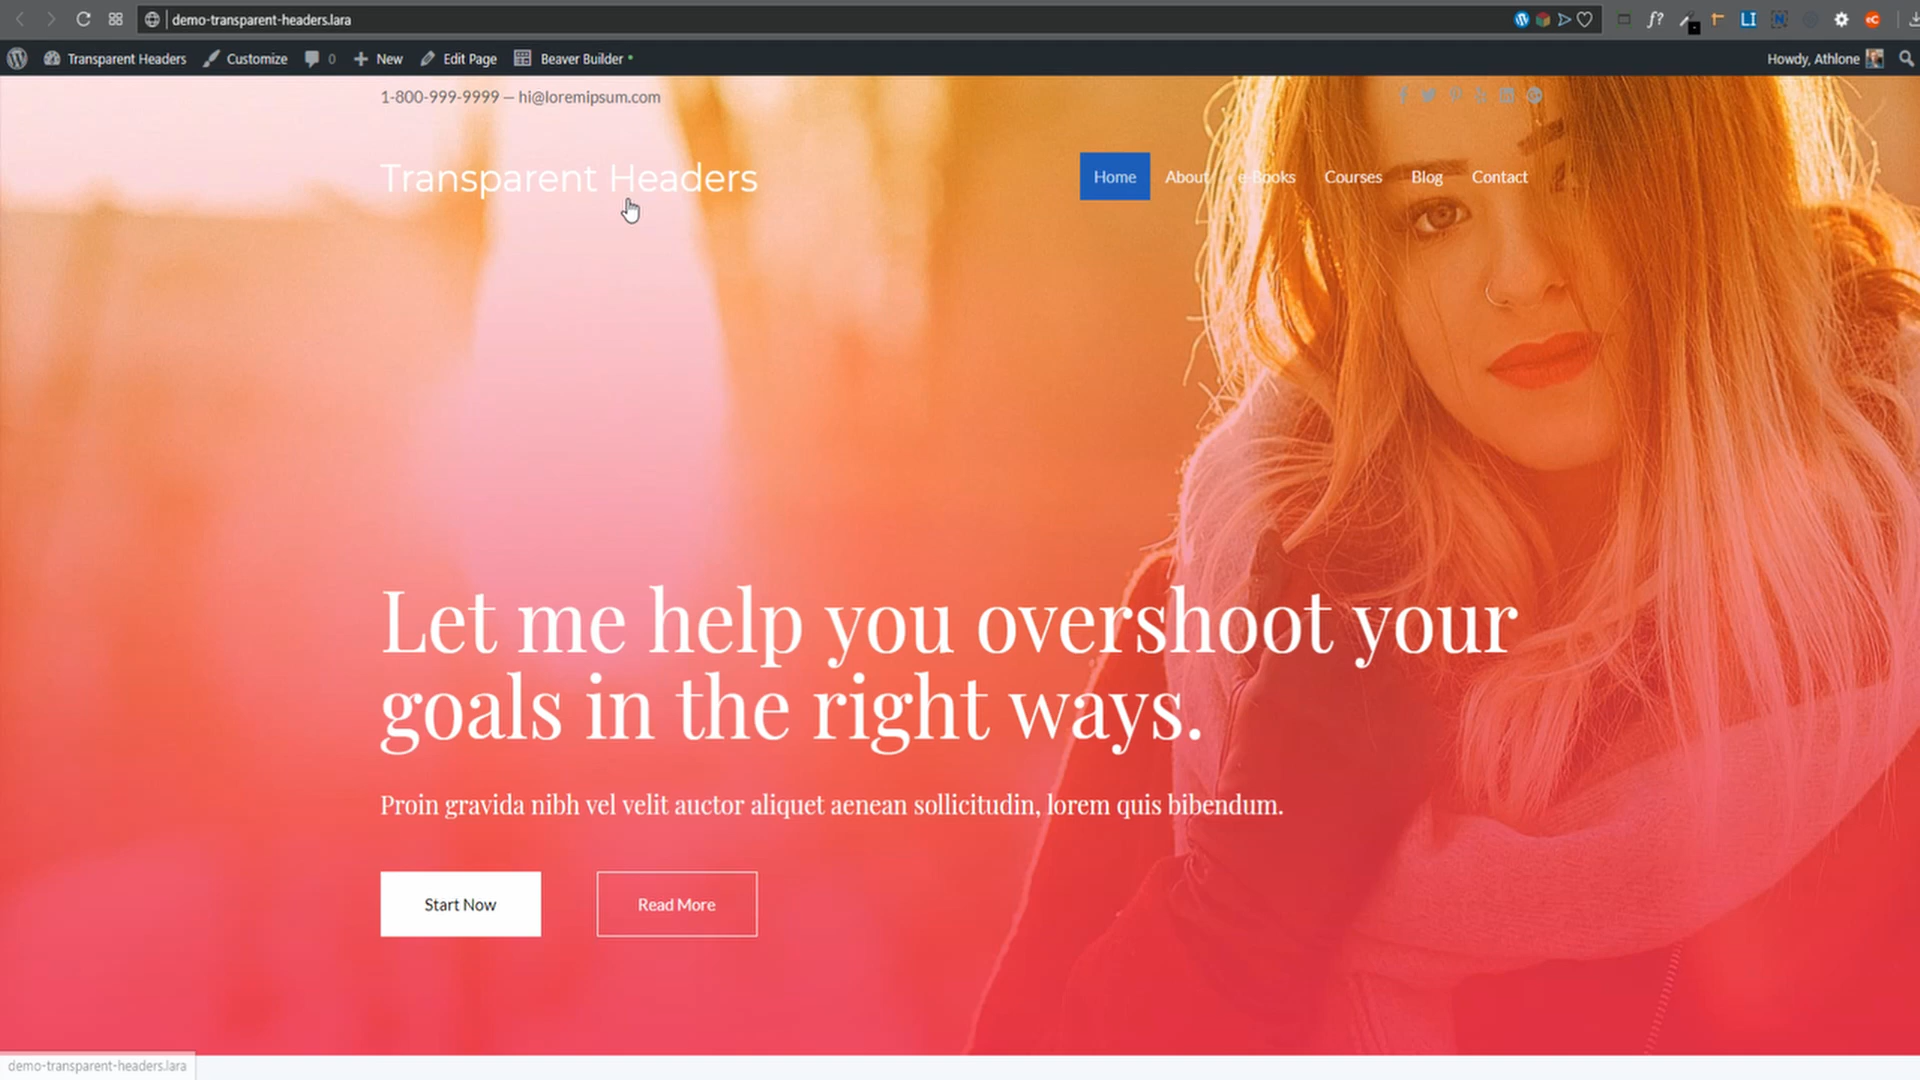 demo-transparent-headers.lara
Transparent Headers Customize 0 New Edit Page Beaver Builder Howdy, Athlone
1-800-999-9999 – hi@loremipsum.com
Transparent Headers
Home About e-Books Courses Blog Contact
Let me help you overshoot your
goals in the right ways.
Proin gravida nibh vel velit auctor aliquet aenean sollicitudin, lorem quis bibendum.
Start Now Read More
demo-transparent-headers.lara